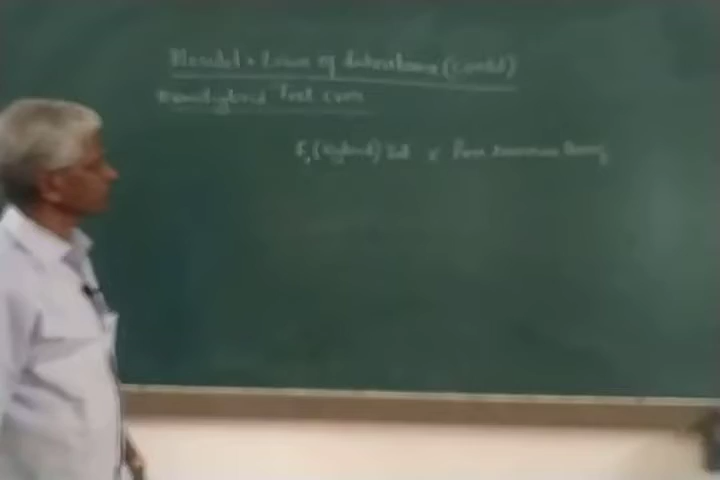 Mendel's Laws of Inheritance (contd)
Monohybrid Test cross
F₁ (Hybrid) Tall x Pure recessive Dwarf